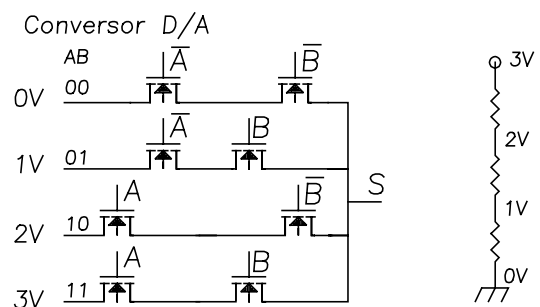 Conversor D/A
AB
0V 00 A̅ B̅
1V 01 A̅ B
2V 10 A B̅
3V 11 A B
S
3V
2V
1V
0V